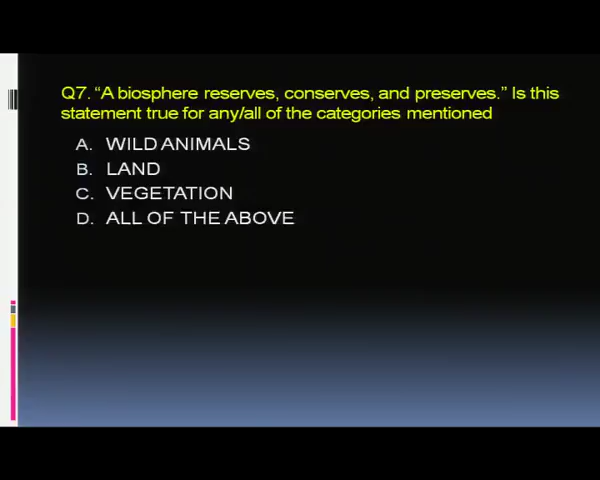 Q7. “A biosphere reserves, conserves, and preserves.” Is this
statement true for any/all of the categories mentioned
A. WILD ANIMALS
B. LAND
C. VEGETATION
D. ALL OF THE ABOVE